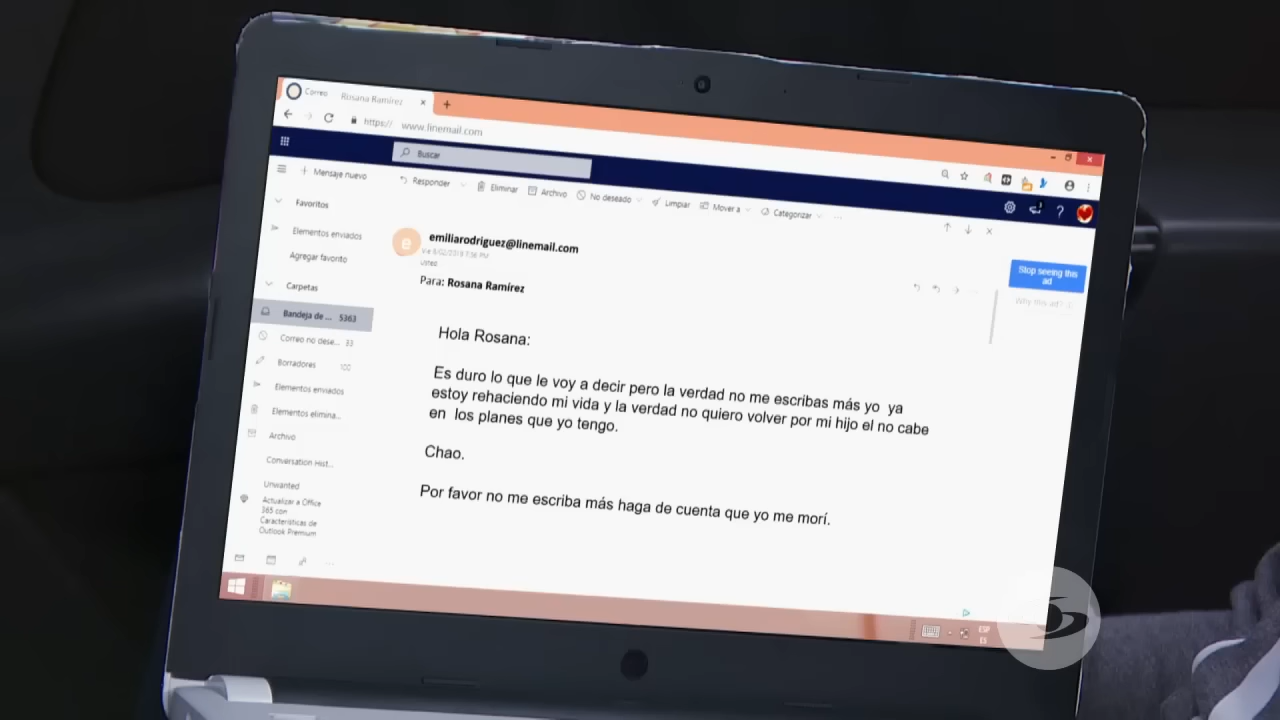 Correo Rosana Ramírez
https:// www.linemail.com
Buscar
Mensaje nuevo
Responder Eliminar Archivo No deseado Limpiar Mover a Categorizar
Favoritos
Elementos enviados
Agregar favorito
Carpetas
Bandeja de ... 5363
Correo no dese... 33
Borradores
Elementos enviados
Elementos elimina...
Archivo
Conversation Hist...
Unwanted
Actualizar a Office
365 con
Características de
Outlook Premium
e
emiliarodriguez@linemail.com
Usted
Para: Rosana Ramírez
Hola Rosana:
Es duro lo que le voy a decir pero la verdad no me escribas más yo ya
estoy rehaciendo mi vida y la verdad no quiero volver por mi hijo el no cabe
en los planes que yo tengo.
Chao.
Por favor no me escriba más haga de cuenta que yo me morí.
Stop seeing this
ad
Why this ad?
ESP